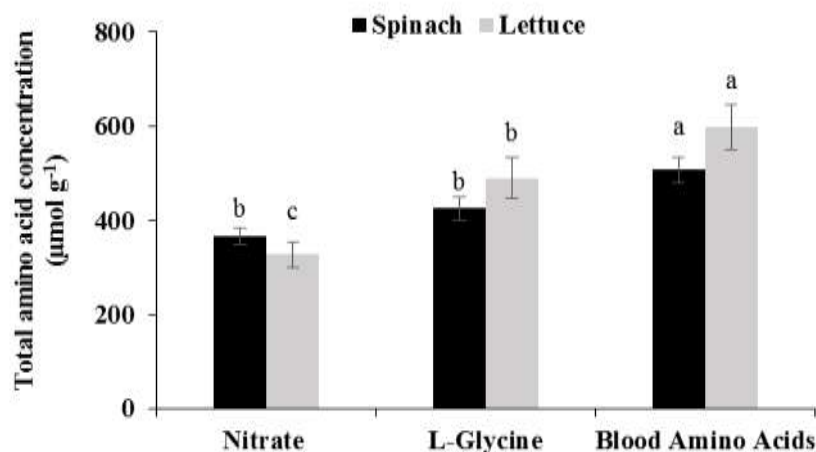 Total amino acid concentration
(µmol g⁻¹)
800
600
400
200
0
Spinach Lettuce
b
c
b
b
a
a
Nitrate L-Glycine Blood Amino Acids